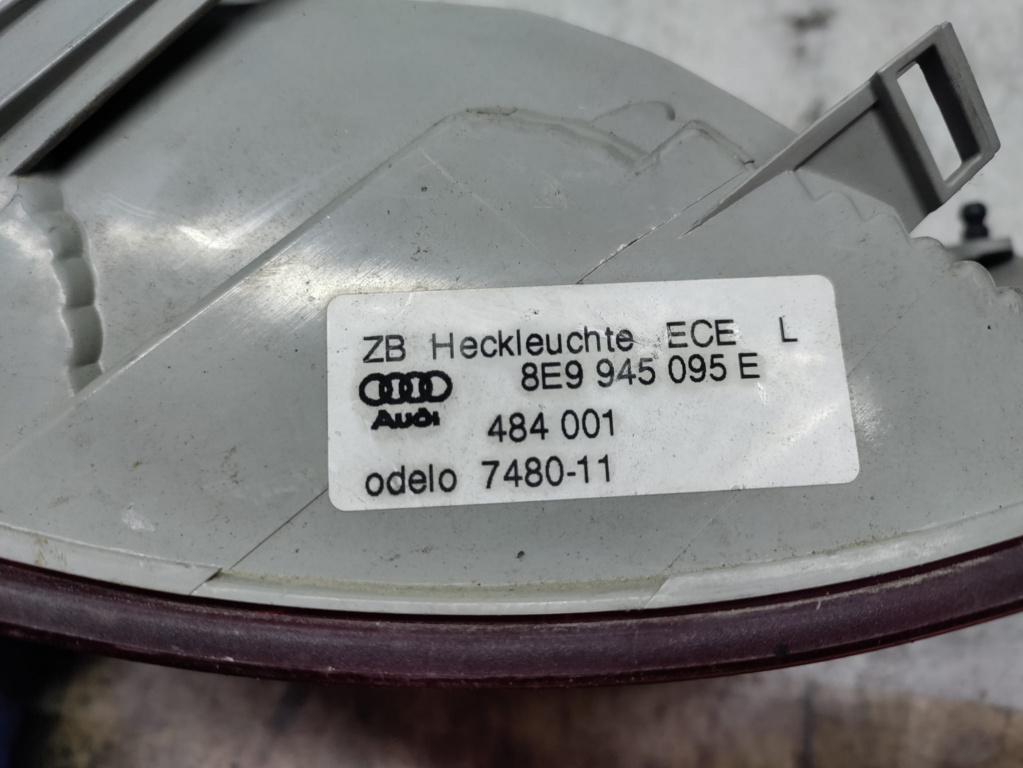 ZB Heckleuchte ECE L
8E9 945 095 E
Audi
484 001
odelo 7480-11